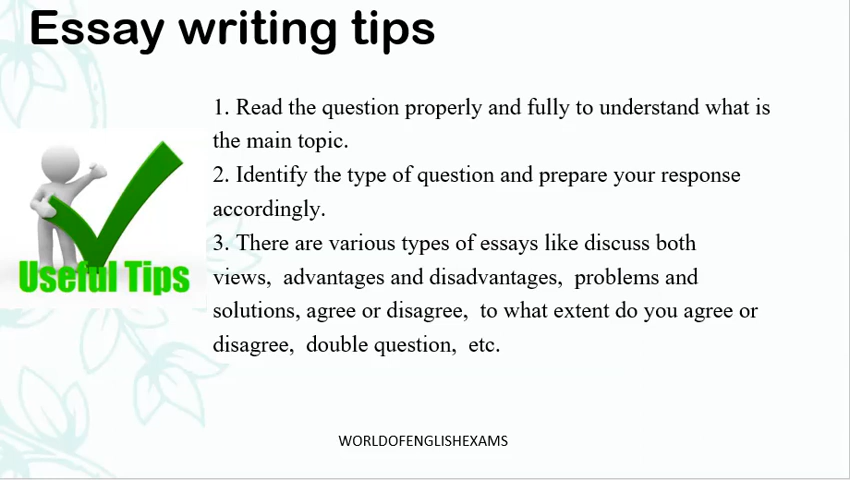 Essay writing tips
1. Read the question properly and fully to understand what is
the main topic.
2. Identify the type of question and prepare your response
accordingly.
3. There are various types of essays like discuss both
views,  advantages and disadvantages,  problems and
solutions, agree or disagree,  to what extent do you agree or
disagree,  double question,  etc.
Useful Tips
WORLDOFENGLISHEXAMS